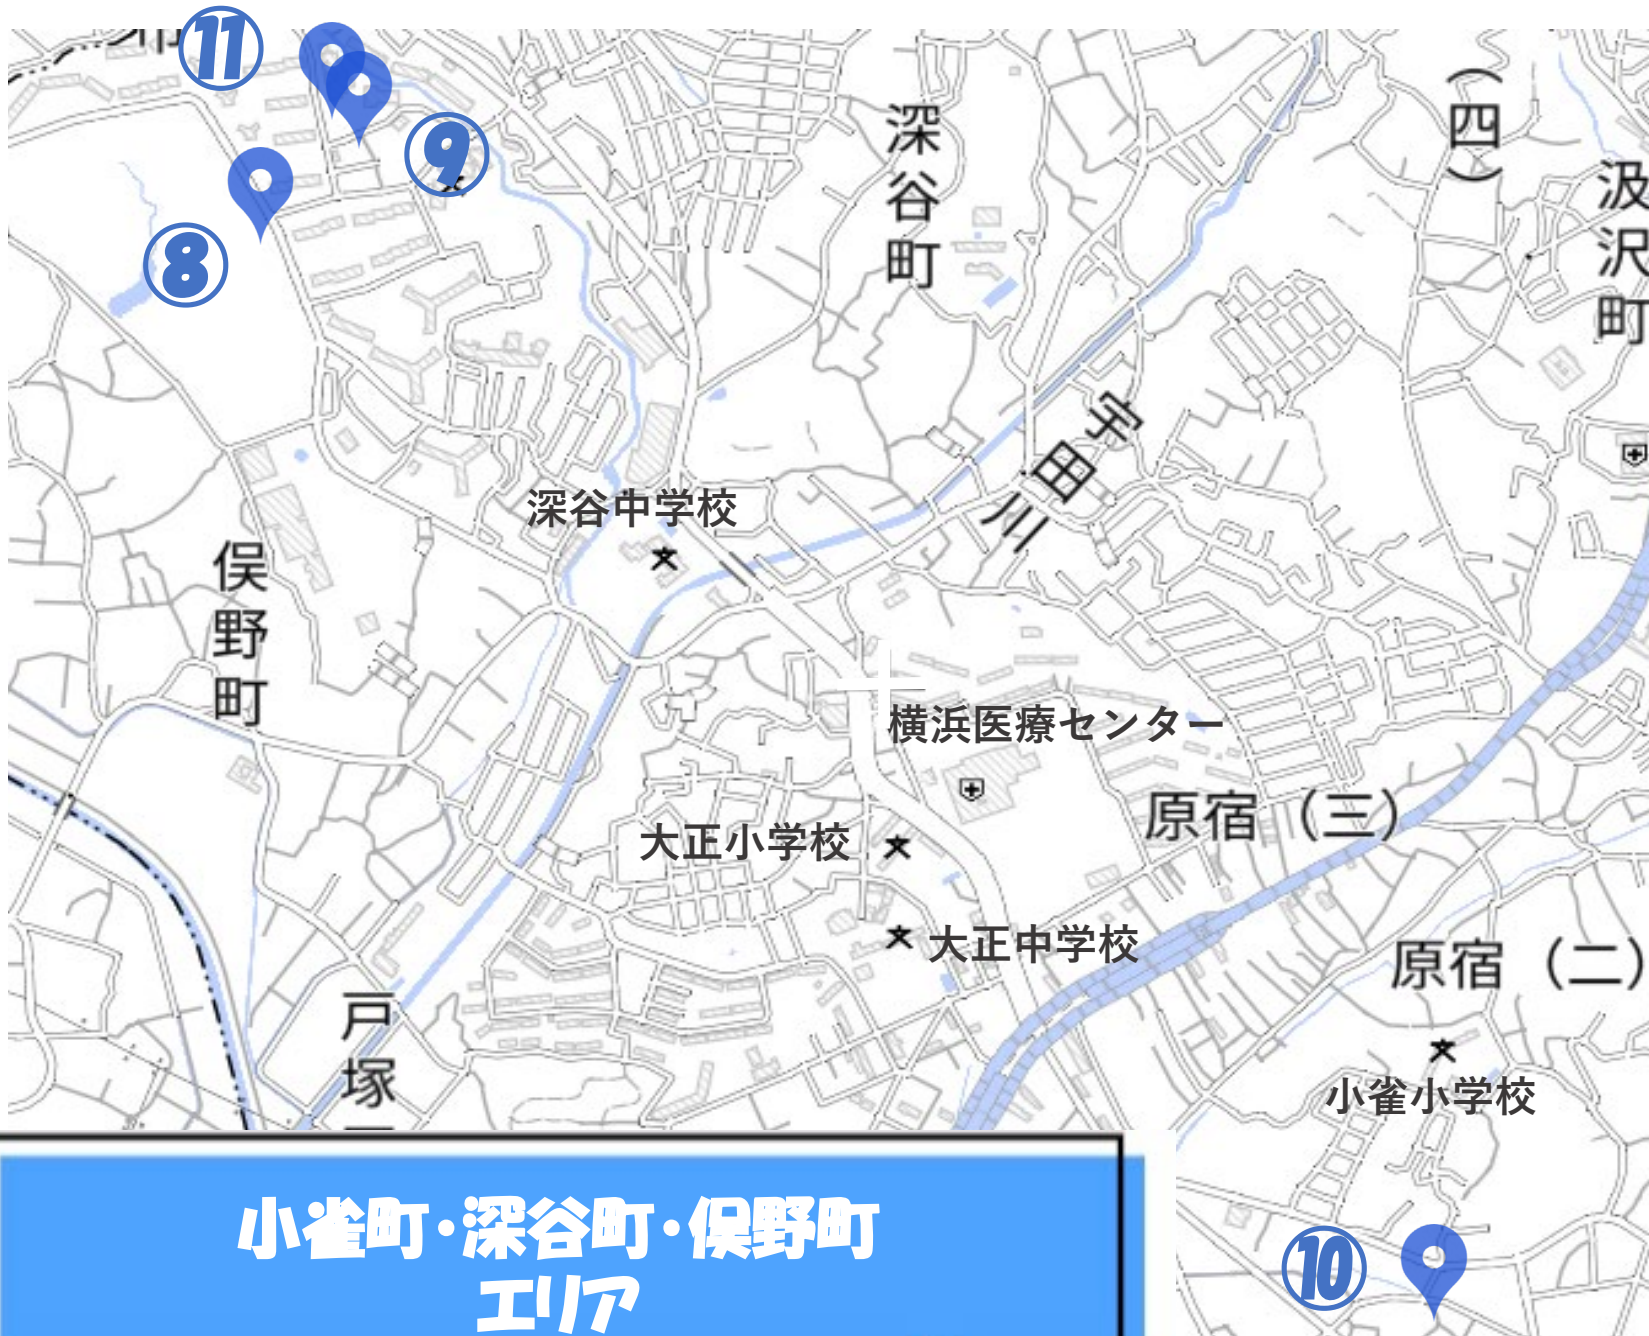 ⑪
⑨
⑧
深谷町
（四）
汲沢町
宇田川
深谷中学校
俣野町
横浜医療センター
原宿（三）
大正小学校
大正中学校
原宿（二）
戸塚
小雀小学校
小雀町・深谷町・俣野町
エリア
⑩